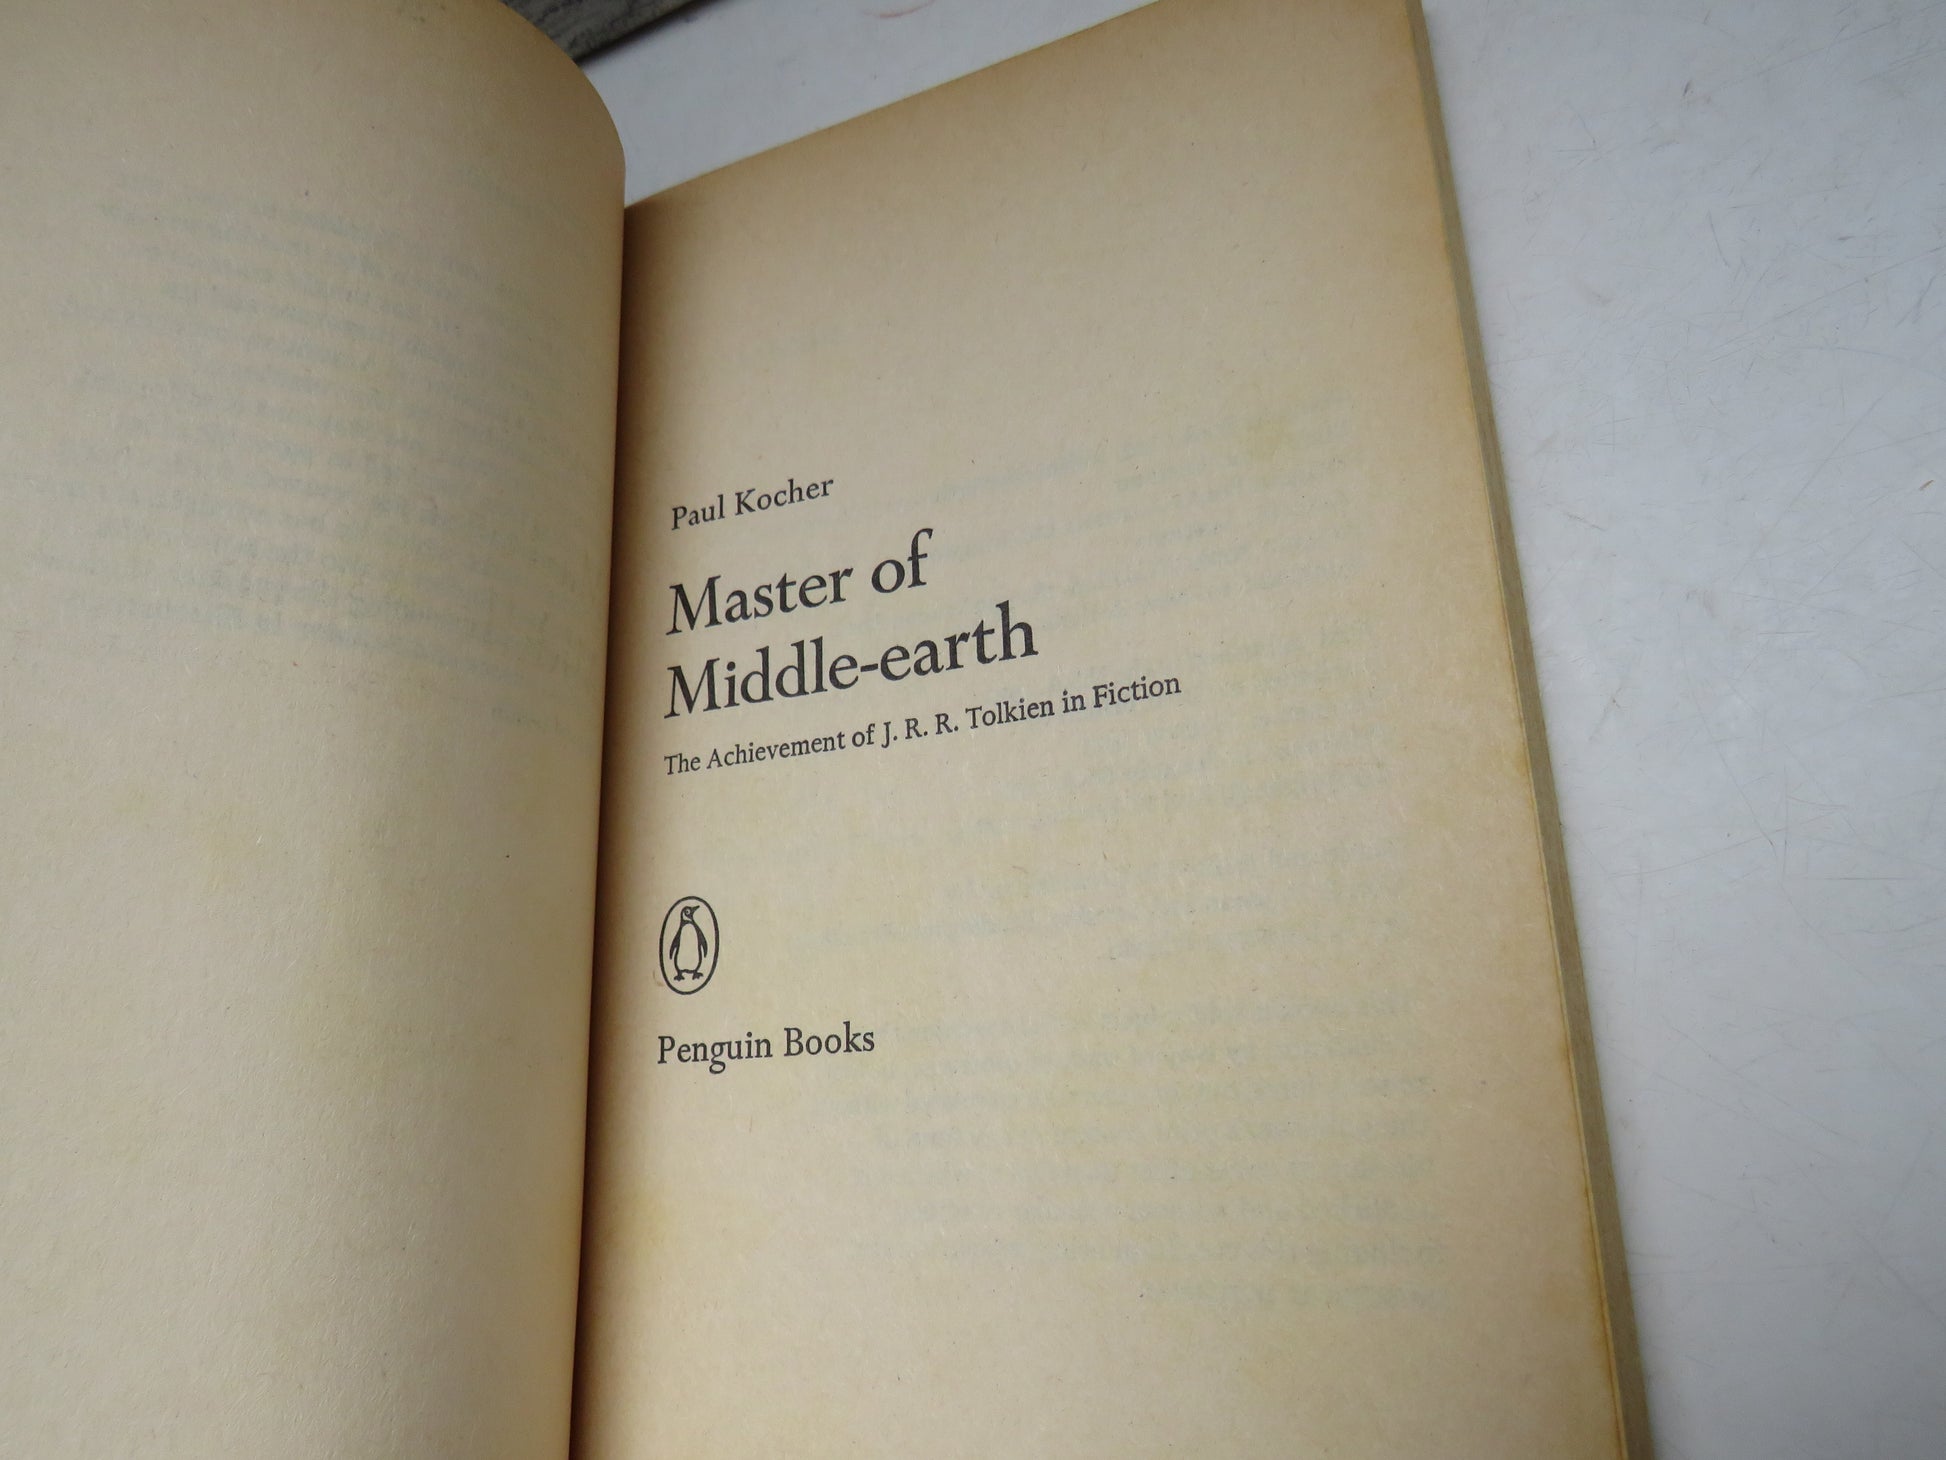 Paul Kocher
Master of
Middle-earth
The Achievement of J. R. R. Tolkien in Fiction
Penguin Books